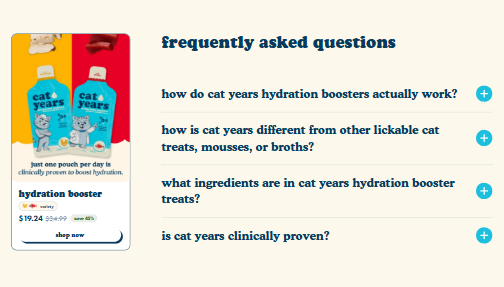 cat
years
cat
years
just one pouch per day is
clinically proven to boost hydration.
hydration booster
variety
$19.24 $34.99 save 45%
shop now
frequently asked questions
how do cat years hydration boosters actually work?
how is cat years different from other lickable cat
treats, mousses, or broths?
what ingredients are in cat years hydration booster
treats?
is cat years clinically proven?